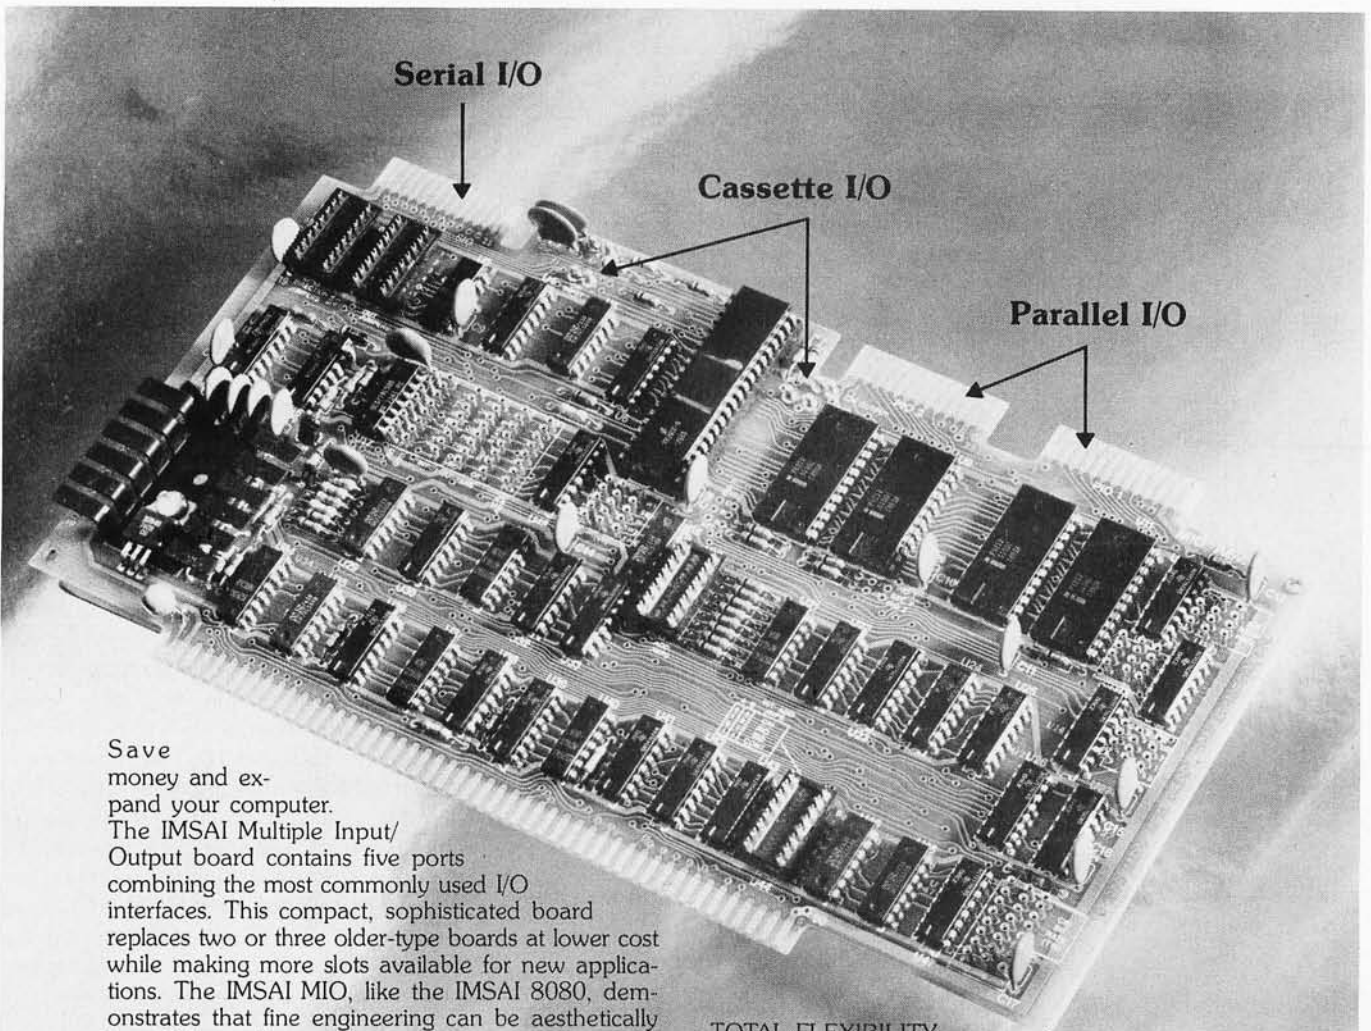 Serial I/O
Cassette I/O
Parallel I/O
Save
money and ex-
pand your computer.
The IMSAI Multiple Input/
Output board contains five ports
combining the most commonly used I/O
interfaces. This compact, sophisticated board
replaces two or three older-type boards at lower cost
while making more slots available for new applica-
tions. The IMSAI MIO, like the IMSAI 8080, dem-
onstrates that fine engineering can be aesthetically
TOTAL FLEXIBILITY